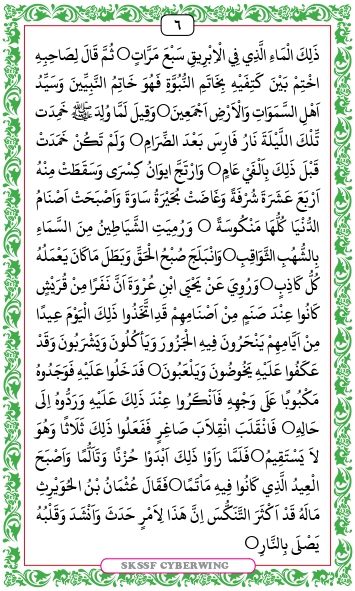 ٦
ذَلِكَ الْمَاءِ الَّذِي فِي الْاِبْرِيقِ سَبْعَ مَرَّاتٍ۝ ثُمَّ قَالَ لِصَاحِبِهِ
اخْتِمْ بَيْنَ كَتِفَيْهِ بِخَاتِمِ النُّبُوَّةِ فَهُوَ خَاتِمُ النَّبِيِّينَ وَسَيِّدُ
اَهْلِ السَّمَوَاتِ وَالْاَرْضِ اَجْمَعِينَ۝وَقِيلَ لَمَّا وُلِدَ ﷺ خَمِدَتْ
تِلْكَ اللَّيْلَةَ نَارُ فَارِسَ بَعْدَ الضِّرَامِ۝ وَلَمْ تَكُنْ خَمَدَتْ
قَبْلَ ذَلِكَ بِاَلْفَيْ عَامٍ۝ وَارْتَجَّ اِيوَانُ كِسْرَى وَسَقَطَتْ مِنْهُ
اَرْبَعَ عَشَرَةَ شُرْفَةً وَغَاضَتْ بُحَيْرَةُ سَاوَةَ وَاَصْبَحَتْ اَصْنَامُ
الدُّنْيَا كُلُّهَا مَنْكُوسَةً ۝ وَرُمِيَتِ الشَّيَاطِينُ مِنَ السَّمَاءِ
بِالشُّهُبِ الثَّوَاقِبِ۝وَانْبَلَجَ صُبْحُ الْحَقِّ وَبَطَلَ مَاكَانَ يَعْمَلُهُ
كُلُّ كَاذِبٍ۝وَرُوِيَ عَنْ يَحْيَى ابْنِ عُرْوَةَ اَنَّ نَفَرًا مِنْ قُرَيْشٍ
كَانُوا عِنْدَ صَنَمٍ مِنْ اَصْنَامِهِمْ قَدِاتَّخَذُوا ذَلِكَ الْيَوْمَ عِيدًا
مِنْ اَيَّامِهِمْ يَنْحَرُونَ فِيهِ الْجَزُورَ وَيَأْكُلُونَ وَيَشْرَبُونَ وَقَدْ
عَكَفُوا عَلَيْهِ يَخُوضُونَ وَيَلْعَبُونَ۝ فَدَخَلُوا عَلَيْهِ فَوَجَدُوهُ
مَكْبُوبًا عَلَى وَجْهِهِ فَاَنْكَرُوا عِنْدَ ذَلِكَ عَلَيْهِ وَرَدُّوهُ اِلَى
حَالِهِ۝ فَانْقَلَبَ انْقِلَابَ صَاغِرٍ فَفَعَلُوا ذَلِكَ ثَلَاثًا وَهُوَ
لَا يَسْتَقِيمُ۝فَلَمَّا رَاَوْا ذَلِكَ اَبْدَوْا حُزْنًا وَتَأَلُّمًا وَاَصْبَحَ
الْعِيدُ الَّذِي كَانُوا فِيهِ مَأْتَمًا۝فَقَالَ عُثْمَانُ بْنُ الْحُوَيْرِثِ
مَالَهُ قَدْ اَكْثَرَ التَّنَكُّسَ اِنَّ هَذَا لِاَمْرٍ حَدَثَ وَاَنْشَدَ وَقَلْبُهُ
يَصْلَى بِالنَّارِ۝
SKSSF CYBERWING